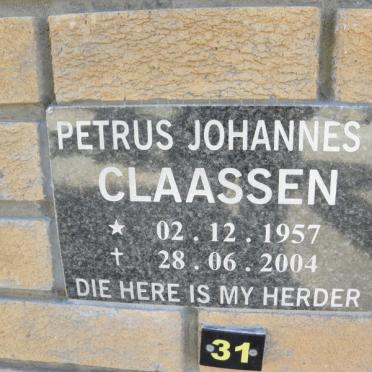 PETRUS JOHANNES
CLAASSEN
★ 02.12.1957
† 28.06.2004
DIE HERE IS MY HERDER
31